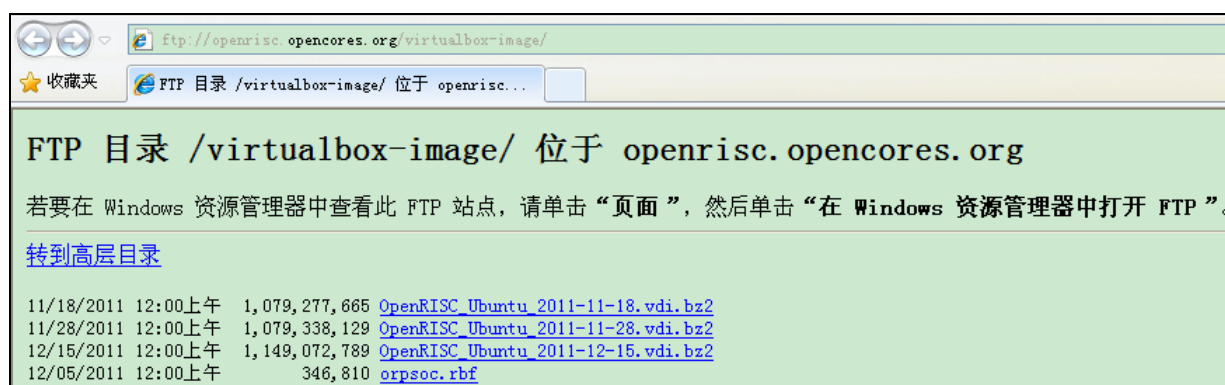 ftp://openrisc.opencores.org/virtualbox-image/
收藏夹 FTP 目录 /virtualbox-image/ 位于 openrisc...
FTP 目录 /virtualbox-image/ 位于 openrisc.opencores.org
若要在 Windows 资源管理器中查看此 FTP 站点，请单击“页面”，然后单击“在 Windows 资源管理器中打开 FTP”。
转到高层目录
11/18/2011 12:00上午 1,079,277,665 OpenRISC_Ubuntu_2011-11-18.vdi.bz2
11/28/2011 12:00上午 1,079,338,129 OpenRISC_Ubuntu_2011-11-28.vdi.bz2
12/15/2011 12:00上午 1,149,072,789 OpenRISC_Ubuntu_2011-12-15.vdi.bz2
12/05/2011 12:00上午 346,810 orpsoc.rbf